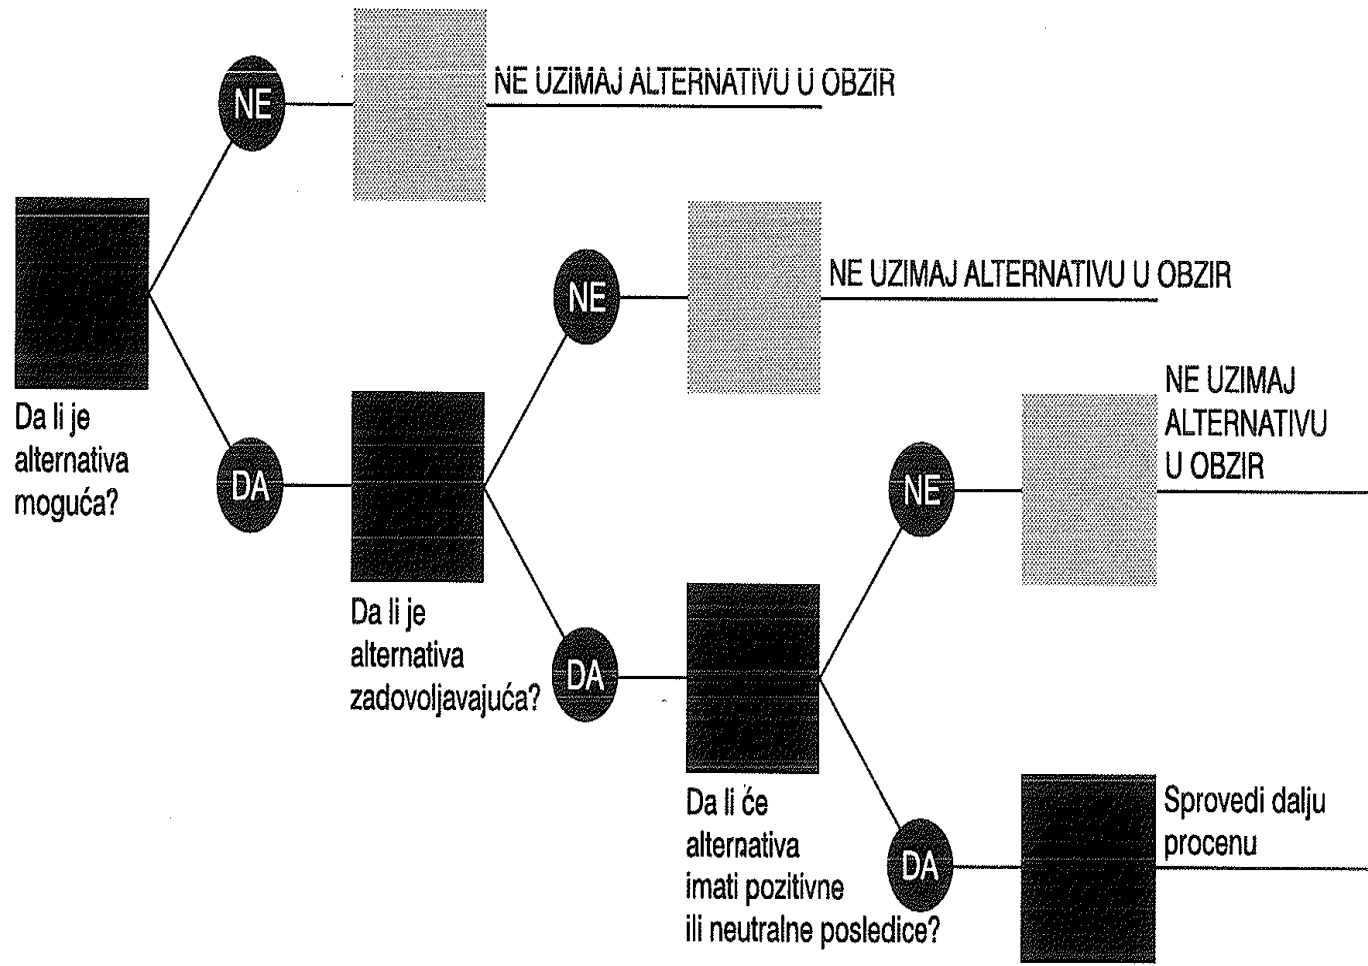 NE
NE UZIMAJ ALTERNATIVU U OBZIR
Da li je
alternativa
moguća?
DA
NE
NE UZIMAJ ALTERNATIVU U OBZIR
Da li je
alternativa
zadovoljavajuća?
DA
NE
NE UZIMAJ
ALTERNATIVU
U OBZIR
Da li će
alternativa
imati pozitivne
ili neutralne posledice?
DA
Sprovedi dalju
procenu